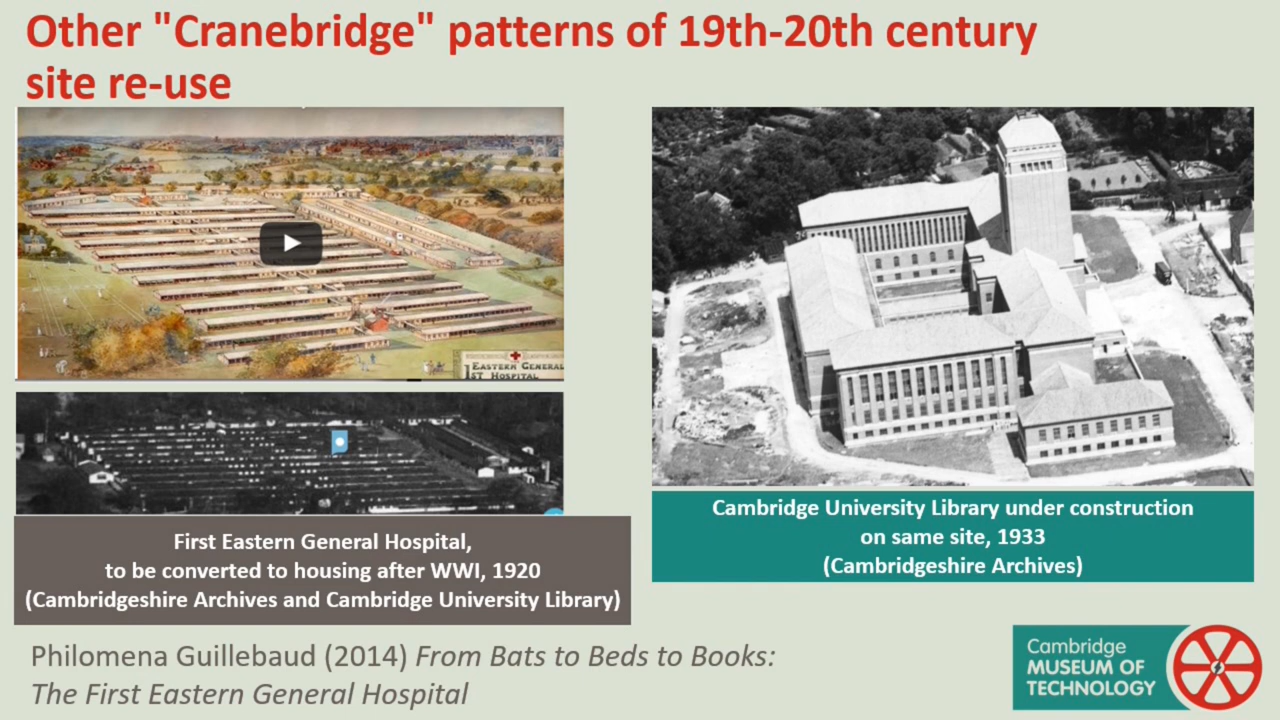 Other "Cranebridge" patterns of 19th-20th century
site re-use
EASTERN GENERAL
1ST HOSPITAL
First Eastern General Hospital,
to be converted to housing after WWI, 1920
(Cambridgeshire Archives and Cambridge University Library)
Cambridge University Library under construction
on same site, 1933
(Cambridgeshire Archives)
Philomena Guillebaud (2014) From Bats to Beds to Books:
The First Eastern General Hospital
Cambridge
MUSEUM OF
TECHNOLOGY